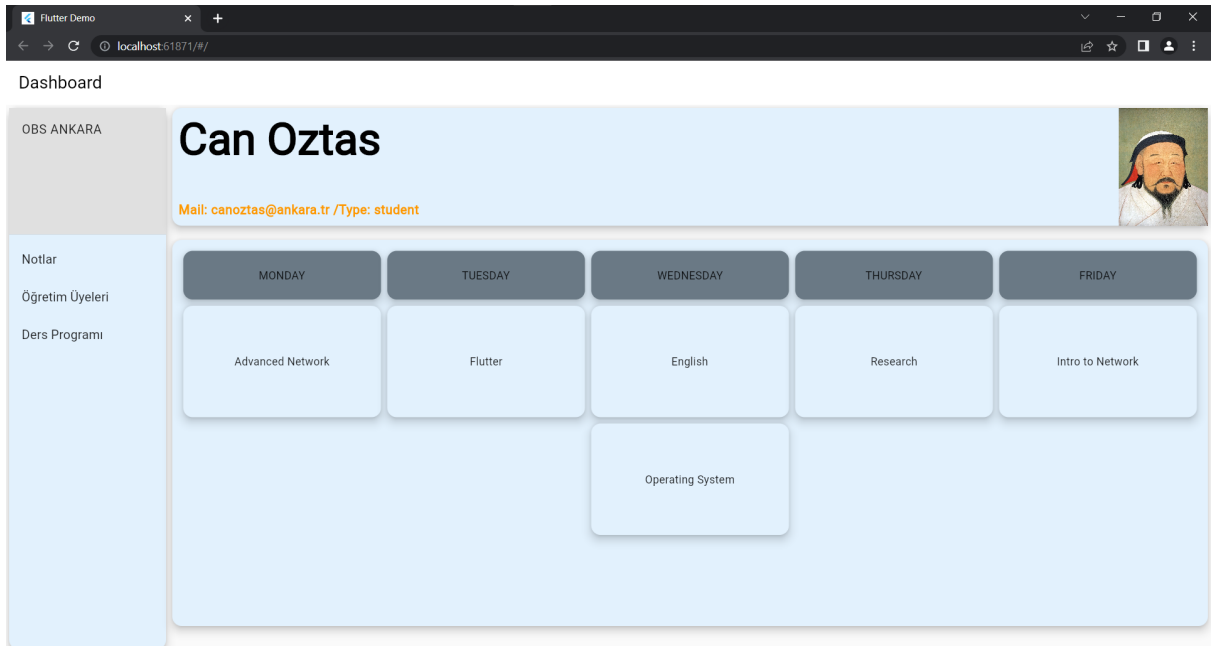 Flutter Demo
localhost:61871/#/
Dashboard
OBS ANKARA
Can Oztas
Mail: canoztas@ankara.tr /Type: student
Notlar
Öğretim Üyeleri
Ders Programı
MONDAY TUESDAY WEDNESDAY THURSDAY FRIDAY
Advanced Network Flutter English Research Intro to Network
Operating System